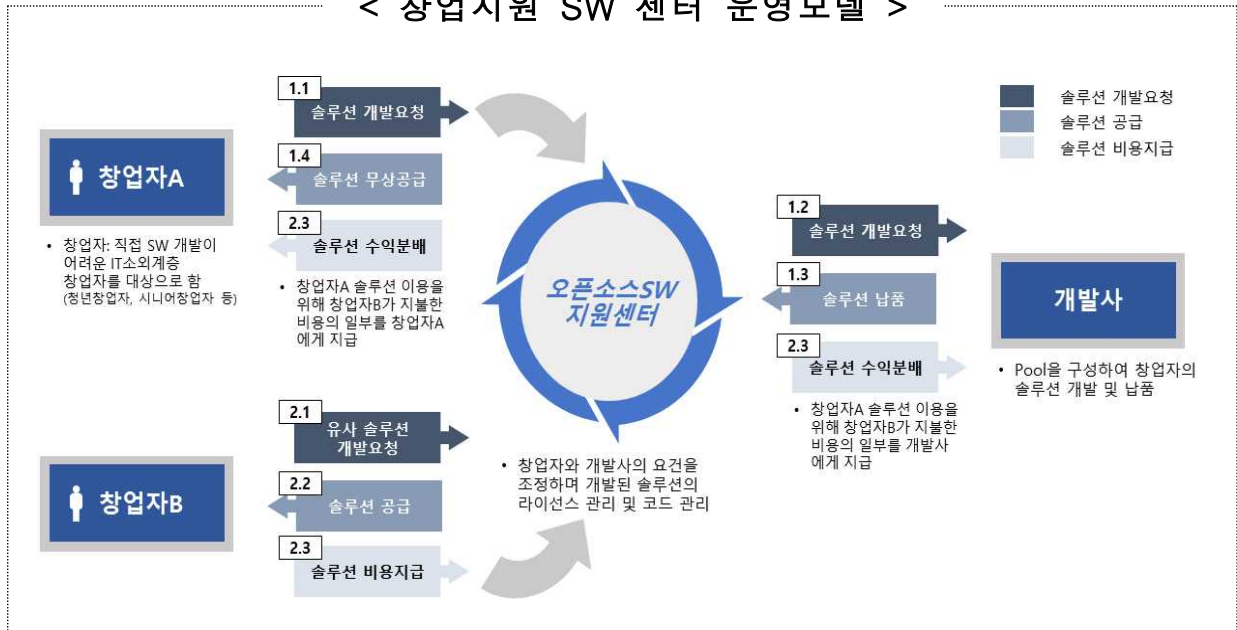 < 창업지원 SW 센터 운영모델 >
1.1
솔루션 개발요청
1.4
솔루션 무상공급
2.3
솔루션 수익분배
창업자A
• 창업자: 직접 SW 개발이
어려운 IT소외계층
창업자를 대상으로 함
(청년창업자, 시니어창업자 등)
• 창업자A 솔루션 이용을
위해 창업자B가 지불한
비용의 일부를 창업자A
에게 지급
오픈소스SW
지원센터
솔루션 개발요청
솔루션 공급
솔루션 비용지급
1.2
솔루션 개발요청
1.3
솔루션 납품
2.3
솔루션 수익분배
개발사
• Pool을 구성하여 창업자의
솔루션 개발 및 납품
• 창업자A 솔루션 이용을
위해 창업자B가 지불한
비용의 일부를 개발사
에게 지급
2.1
유사 솔루션
개발요청
2.2
솔루션 공급
2.3
솔루션 비용지급
창업자B
• 창업자와 개발사의 요건을
조정하며 개발된 솔루션의
라이선스 관리 및 코드 관리